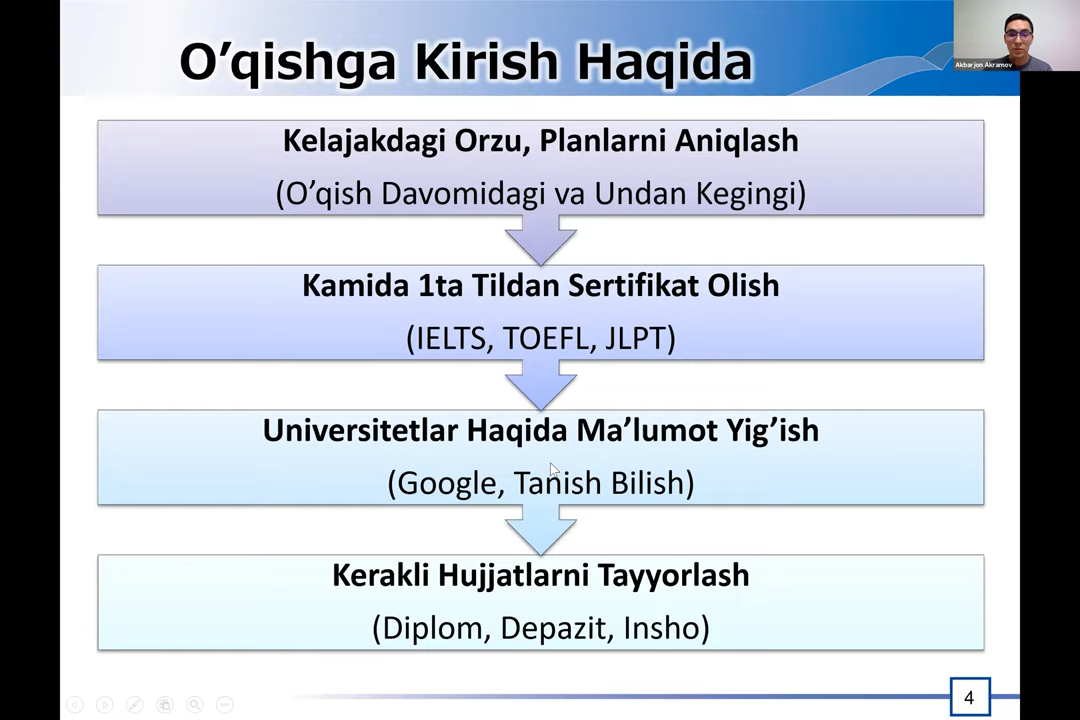 O’qishga Kirish Haqida
Akbarjon Akramov
Kelajakdagi Orzu, Planlarni Aniqlash
(O’qish Davomidagi va Undan Kegingi)
Kamida 1ta Tildan Sertifikat Olish
(IELTS, TOEFL, JLPT)
Universitetlar Haqida Ma’lumot Yig’ish
(Google, Tanish Bilish)
Kerakli Hujjatlarni Tayyorlash
(Diplom, Depazit, Insho)
4